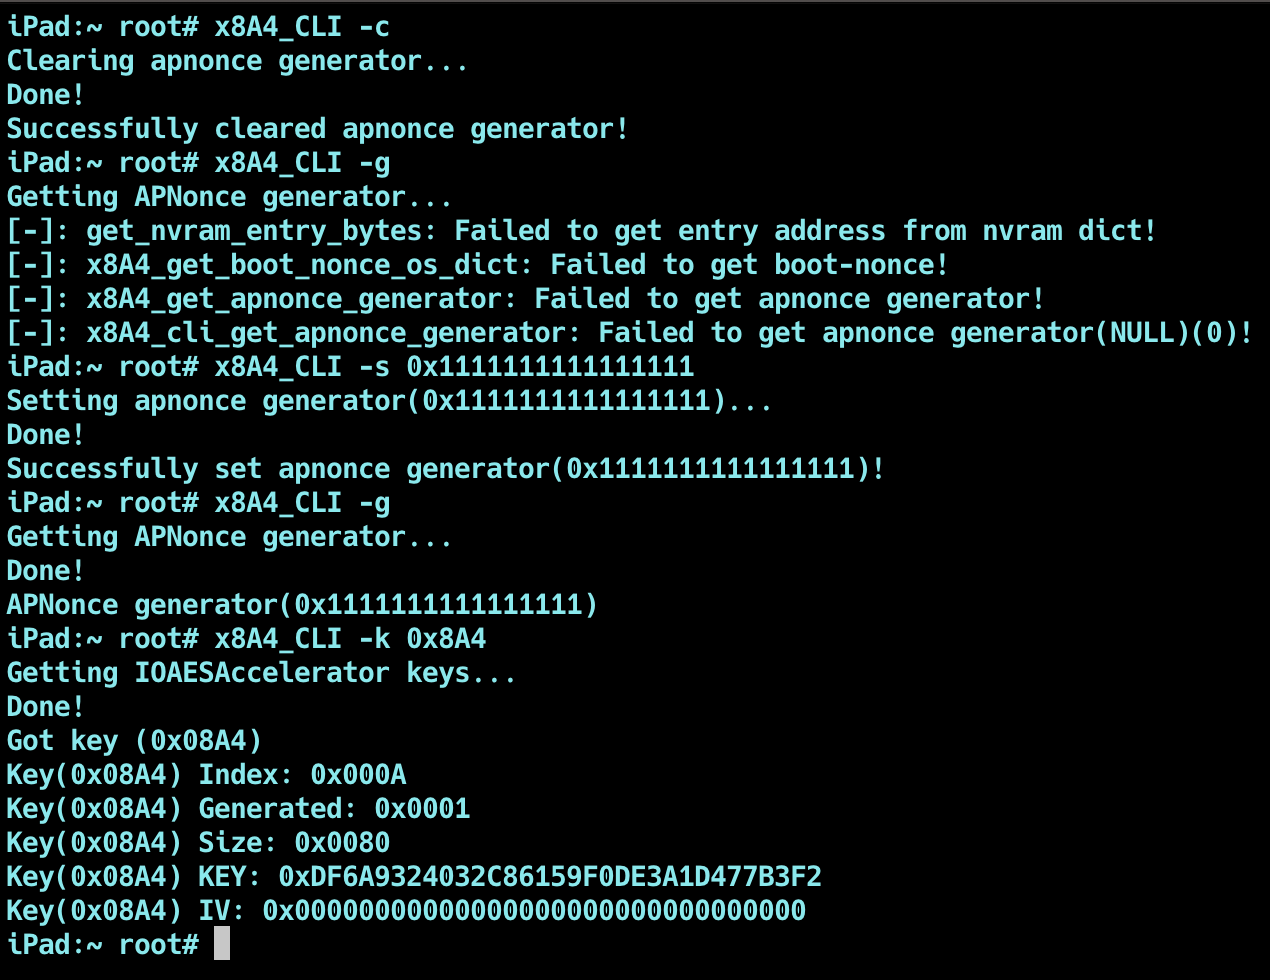 iPad:~ root# x8A4_CLI -c
Clearing apnonce generator...
Done!
Successfully cleared apnonce generator!
iPad:~ root# x8A4_CLI -g
Getting APNonce generator...
[-]: get_nvram_entry_bytes: Failed to get entry address from nvram dict!
[-]: x8A4_get_boot_nonce_os_dict: Failed to get boot-nonce!
[-]: x8A4_get_apnonce_generator: Failed to get apnonce generator!
[-]: x8A4_cli_get_apnonce_generator: Failed to get apnonce generator(NULL)(0)!
iPad:~ root# x8A4_CLI -s 0x1111111111111111
Setting apnonce generator(0x1111111111111111)...
Done!
Successfully set apnonce generator(0x1111111111111111)!
iPad:~ root# x8A4_CLI -g
Getting APNonce generator...
Done!
APNonce generator(0x1111111111111111)
iPad:~ root# x8A4_CLI -k 0x8A4
Getting IOAESAccelerator keys...
Done!
Got key (0x08A4)
Key(0x08A4) Index: 0x000A
Key(0x08A4) Generated: 0x0001
Key(0x08A4) Size: 0x0080
Key(0x08A4) KEY: 0xDF6A9324032C86159F0DE3A1D477B3F2
Key(0x08A4) IV: 0x00000000000000000000000000000000
iPad:~ root#